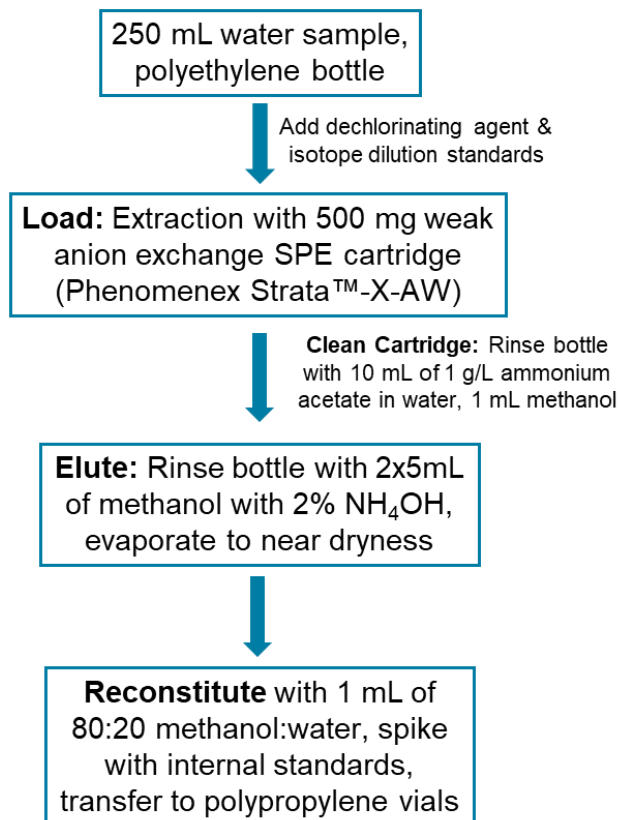 250 mL water sample,
polyethylene bottle
Add dechlorinating agent &
isotope dilution standards
Load: Extraction with 500 mg weak
anion exchange SPE cartridge
(Phenomenex Strata™-X-AW)
Clean Cartridge: Rinse bottle
with 10 mL of 1 g/L ammonium
acetate in water, 1 mL methanol
Elute: Rinse bottle with 2x5mL
of methanol with 2% NH₄OH,
evaporate to near dryness
Reconstitute with 1 mL of
80:20 methanol:water, spike
with internal standards,
transfer to polypropylene vials